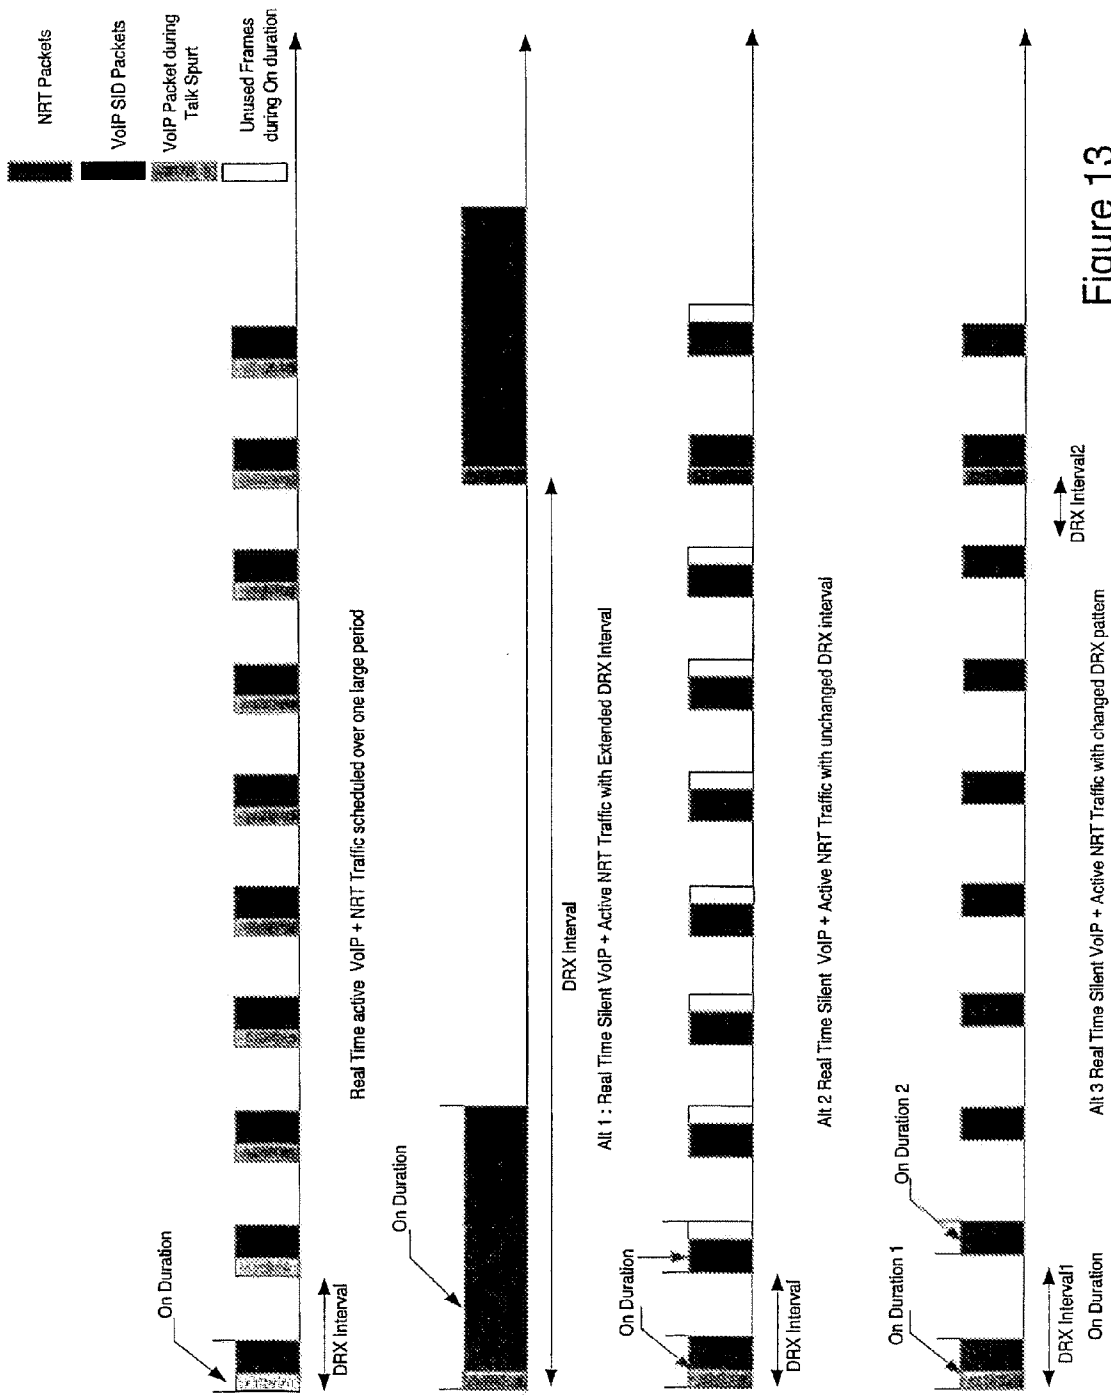 NRT Packets
VoIP SID Packets
VoIP Packet during
Talk Spurt
Unused Frames
during On duration
On Duration
DRX Interval
Real Time active VoIP + NRT Traffic scheduled over one large period
On Duration
DRX Interval
Alt 1 : Real Time Silent VoIP + Active NRT Traffic with Extended DRX Interval
On Duration
DRX Interval
Alt 2 Real Time Silent VoIP + Active NRT Traffic with unchanged DRX interval
On Duration 1
On Duration 2
DRX Interval1
DRX Interval2
On Duration
Alt 3 Real Time Silent VoIP + Active NRT Traffic with changed DRX pattern
Figure 13